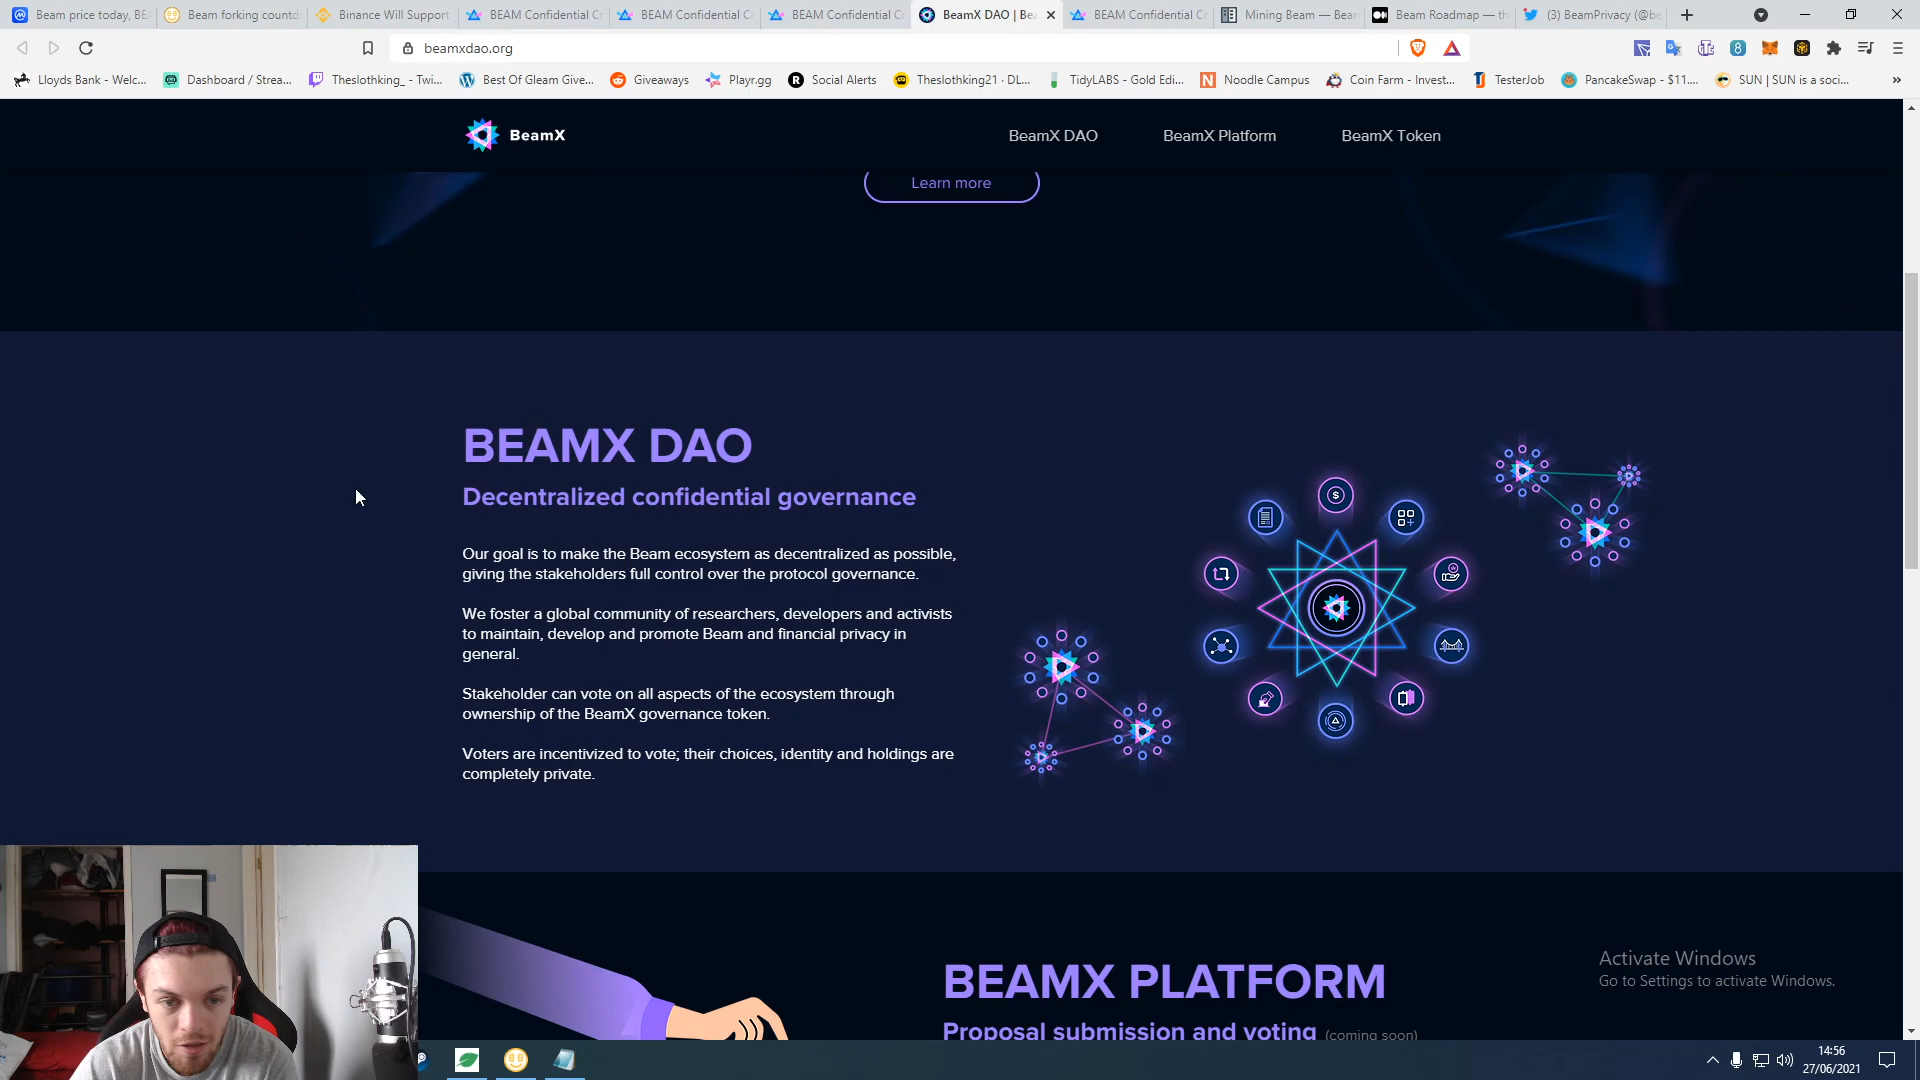 Beam price today, BEA
Beam forking countdo
Binance Will Support
BEAM Confidential Cr
BEAM Confidential Cr
BEAM Confidential Cr
BeamX DAO | Bea
BEAM Confidential Cr
Mining Beam — Beam
Beam Roadmap — th
(3) BeamPrivacy (@be
beamxdao.org
Lloyds Bank - Welc...
Dashboard / Strea...
Theslothking_ - Twi...
Best Of Gleam Give...
Giveaways
Playr.gg
Social Alerts
Theslothking21 · DL...
TidyLABS - Gold Edi...
Noodle Campus
Coin Farm - Invest...
TesterJob
PancakeSwap - $11....
SUN | SUN is a soci...
BeamX
BeamX DAO
BeamX Platform
BeamX Token
Learn more
BEAMX DAO
Decentralized confidential governance
Our goal is to make the Beam ecosystem as decentralized as possible,
giving the stakeholders full control over the protocol governance.
We foster a global community of researchers, developers and activists
to maintain, develop and promote Beam and financial privacy in
general.
Stakeholder can vote on all aspects of the ecosystem through
ownership of the BeamX governance token.
Voters are incentivized to vote; their choices, identity and holdings are
completely private.
BEAMX PLATFORM
Proposal submission and voting (coming soon)
Activate Windows
Go to Settings to activate Windows.
14:56
27/06/2021